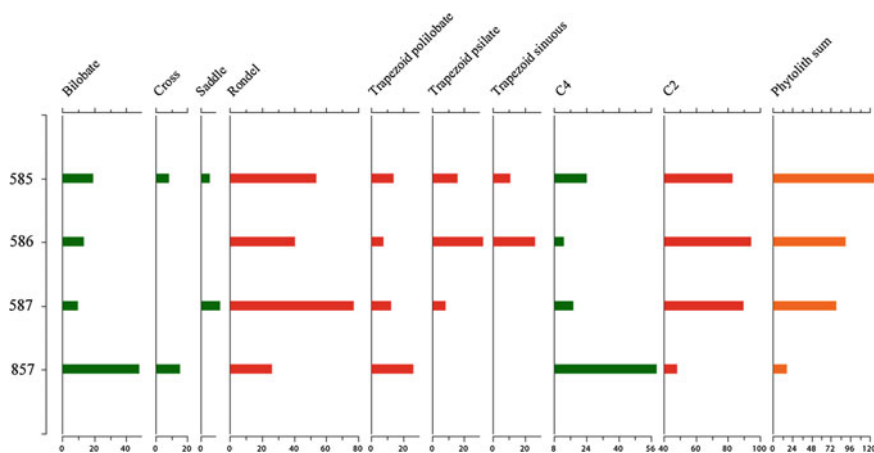 Bilobate Cross Saddle Rondel Trapezoid polilobate Trapezoid psilate Trapezoid sinuous C4 C2 Phytolith sum
585
586
587
857
0 20 40 0 20 0 0 20 40 60 80 0 20 0 20 0 20 8 24 40 56 40 60 80 100 0 24 48 72 96 120